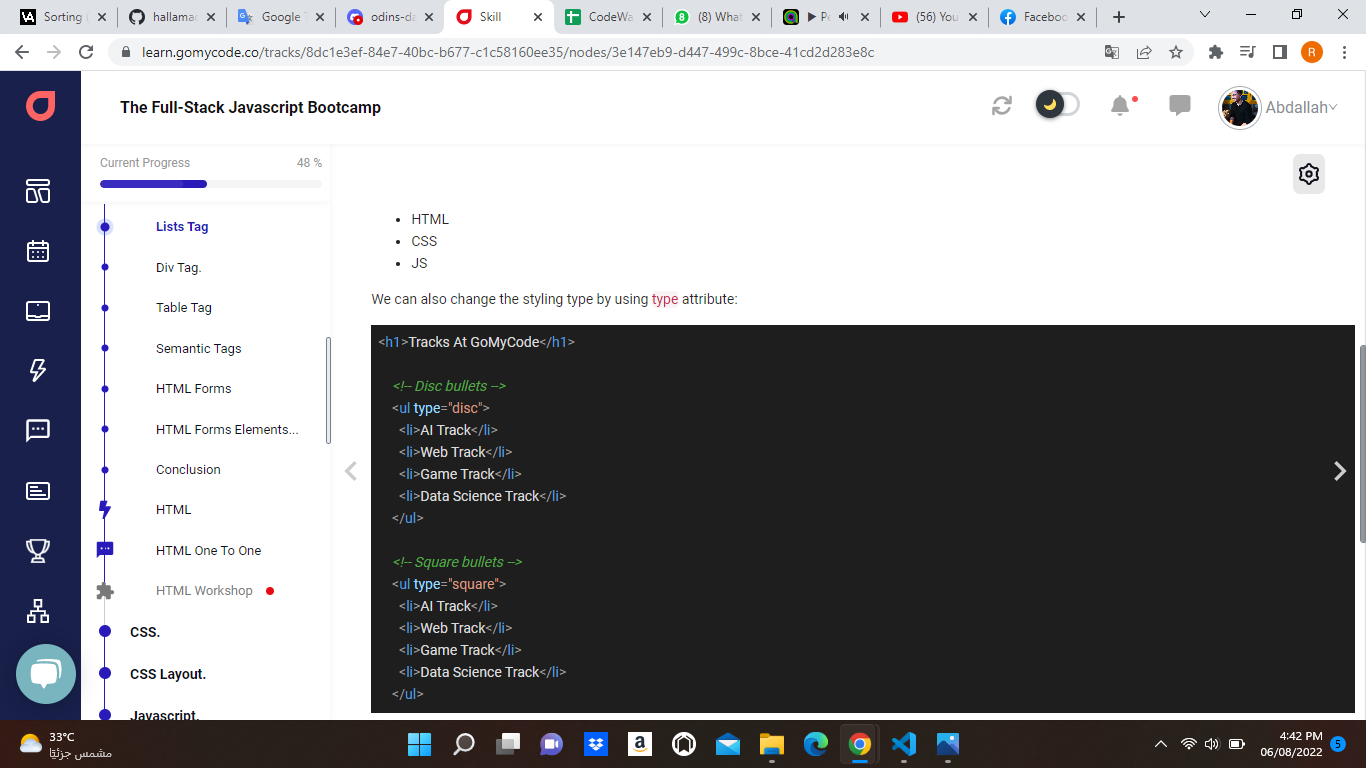 Sorting
hallama
Google
odins-da
Skill
CodeWa
(8) What
(56) You
Faceboo
learn.gomycode.co/tracks/8dc1e3ef-84e7-40bc-b677-c1c58160ee35/nodes/3e147eb9-d447-499c-8bce-41cd2d283e8c
R
The Full-Stack Javascript Bootcamp
Abdallah
Current Progress 48 %
Lists Tag
Div Tag.
Table Tag
Semantic Tags
HTML Forms
HTML Forms Elements...
Conclusion
HTML
HTML One To One
HTML Workshop
CSS.
CSS Layout.
Javascript.
• HTML
• CSS
• JS
We can also change the styling type by using type attribute:
<h1>Tracks At GoMyCode</h1>
<!-- Disc bullets -->
<ul type="disc">
<li>AI Track</li>
<li>Web Track</li>
<li>Game Track</li>
<li>Data Science Track</li>
</ul>
<!-- Square bullets -->
<ul type="square">
<li>AI Track</li>
<li>Web Track</li>
<li>Game Track</li>
<li>Data Science Track</li>
</ul>
33°C
مشمس جزئيًا
4:42 PM
06/08/2022
5